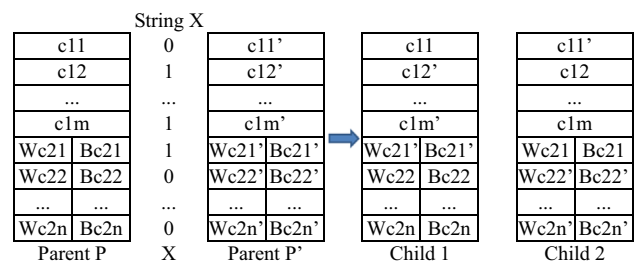 String X
c11 0 c11’ c11 c11’
c12 1 c12’ c12’ c12
... ... ... ... ...
c1m 1 c1m’ c1m’ c1m
Wc21 Bc21 1 Wc21’ Bc21’ Wc21’ Bc21’ Wc21 Bc21
Wc22 Bc22 0 Wc22’ Bc22’ Wc22 Bc22 Wc22’ Bc22’
... ... ... ... ... ... ... ... ...
Wc2n Bc2n 0 Wc2n’ Bc2n’ Wc2n Bc2n Wc2n’ Bc2n’
Parent P X Parent P’ Child 1 Child 2